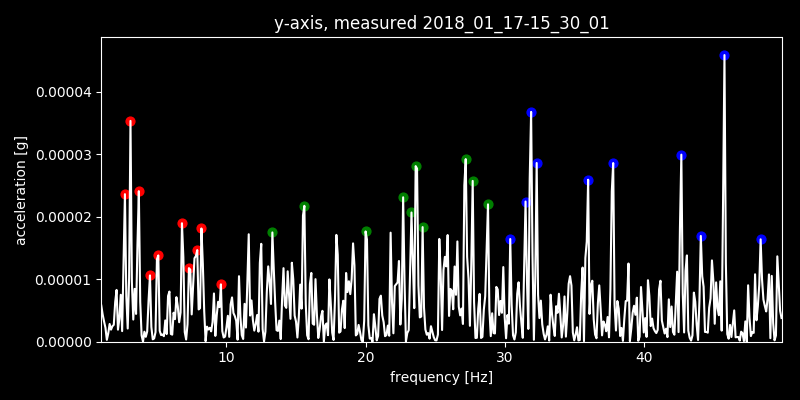 y-axis, measured 2018_01_17-15_30_01
acceleration [g]
0.00004
0.00003
0.00002
0.00001
0.00000
10 20 30 40
frequency [Hz]